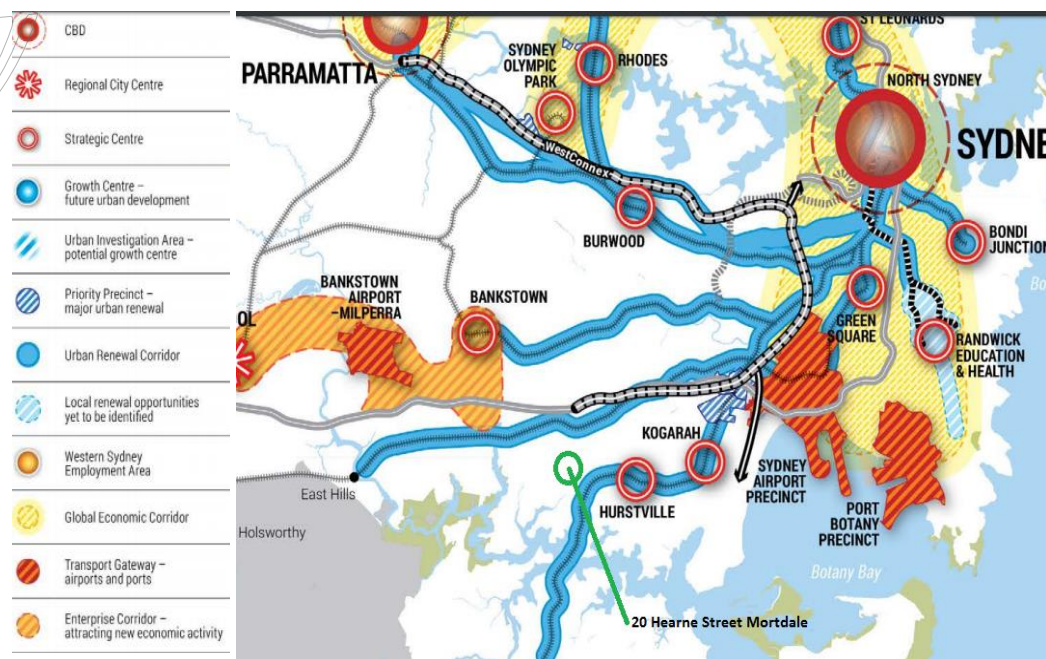 CBD
Regional City Centre
Strategic Centre
Growth Centre –
future urban development
Urban Investigation Area –
potential growth centre
Priority Precinct –
major urban renewal
Urban Renewal Corridor
Local renewal opportunities
yet to be identified
Western Sydney
Employment Area
Global Economic Corridor
Transport Gateway –
airports and ports
Enterprise Corridor –
attracting new economic activity
ST LEONARDS
PARRAMATTA
SYDNEY
OLYMPIC
PARK
RHODES
NORTH SYDNEY
SYDNE
WestConnex
BURWOOD
BONDI
JUNCTION
Bo
BANKSTOWN
AIRPORT
–MILPERRA
BANKSTOWN
OL
GREEN
SQUARE
RANDWICK
EDUCATION
& HEALTH
KOGARAH
East Hills
HURSTVILLE
SYDNEY
AIRPORT
PRECINCT
PORT
BOTANY
PRECINCT
Holsworthy
Botany Bay
20 Hearne Street Mortdale